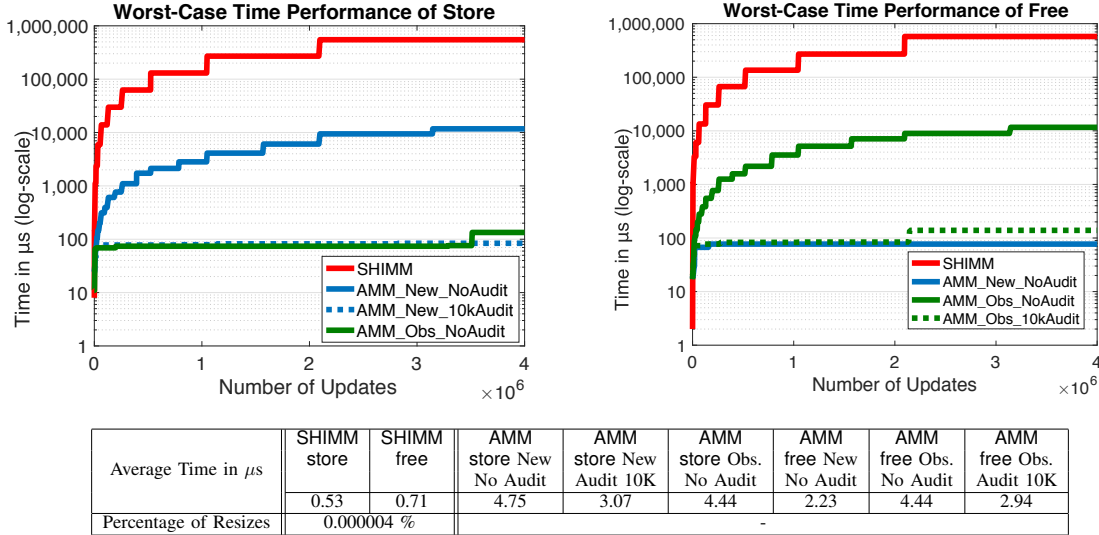 Worst-Case Time Performance of Store
1,000,000
100,000
10,000
1,000
100
10
1
Time in µs (log-scale)
SHIMM
AMM_New_NoAudit
AMM_New_10kAudit
AMM_Obs_NoAudit
0 1 2 3 4
Number of Updates
×10⁶
Worst-Case Time Performance of Free
1,000,000
100,000
10,000
1,000
100
10
1
Time in µs (log-scale)
SHIMM
AMM_New_NoAudit
AMM_Obs_NoAudit
AMM_Obs_10kAudit
0 1 2 3 4
Number of Updates
×10⁶
SHIMM SHIMM AMM AMM AMM AMM AMM AMM
store free store New store New store Obs. free New free Obs. free Obs.
Average Time in µs No Audit Audit 10K No Audit No Audit No Audit Audit 10K
0.53 0.71 4.75 3.07 4.44 2.23 4.44 2.94
Percentage of Resizes 0.000004 % -